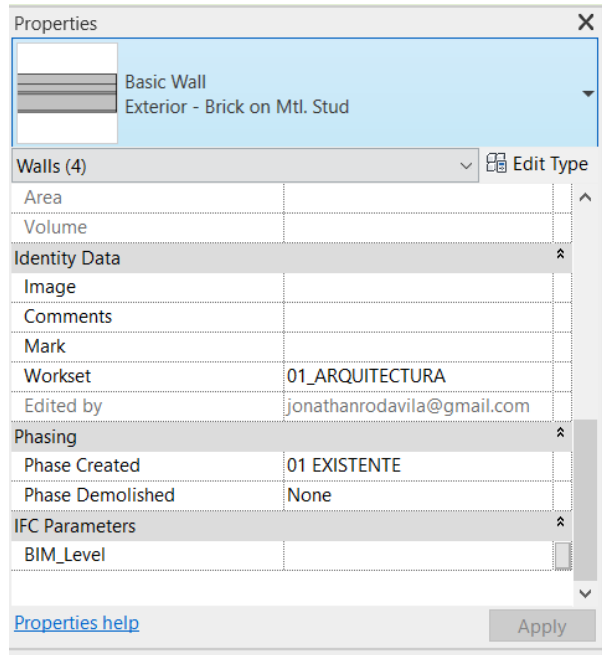 Properties
Basic Wall
Exterior - Brick on Mtl. Stud
Walls (4) Edit Type
Area
Volume
Identity Data
Image
Comments
Mark
Workset 01_ARQUITECTURA
Edited by jonathanrodavila@gmail.com
Phasing
Phase Created 01 EXISTENTE
Phase Demolished None
IFC Parameters
BIM_Level
Properties help Apply